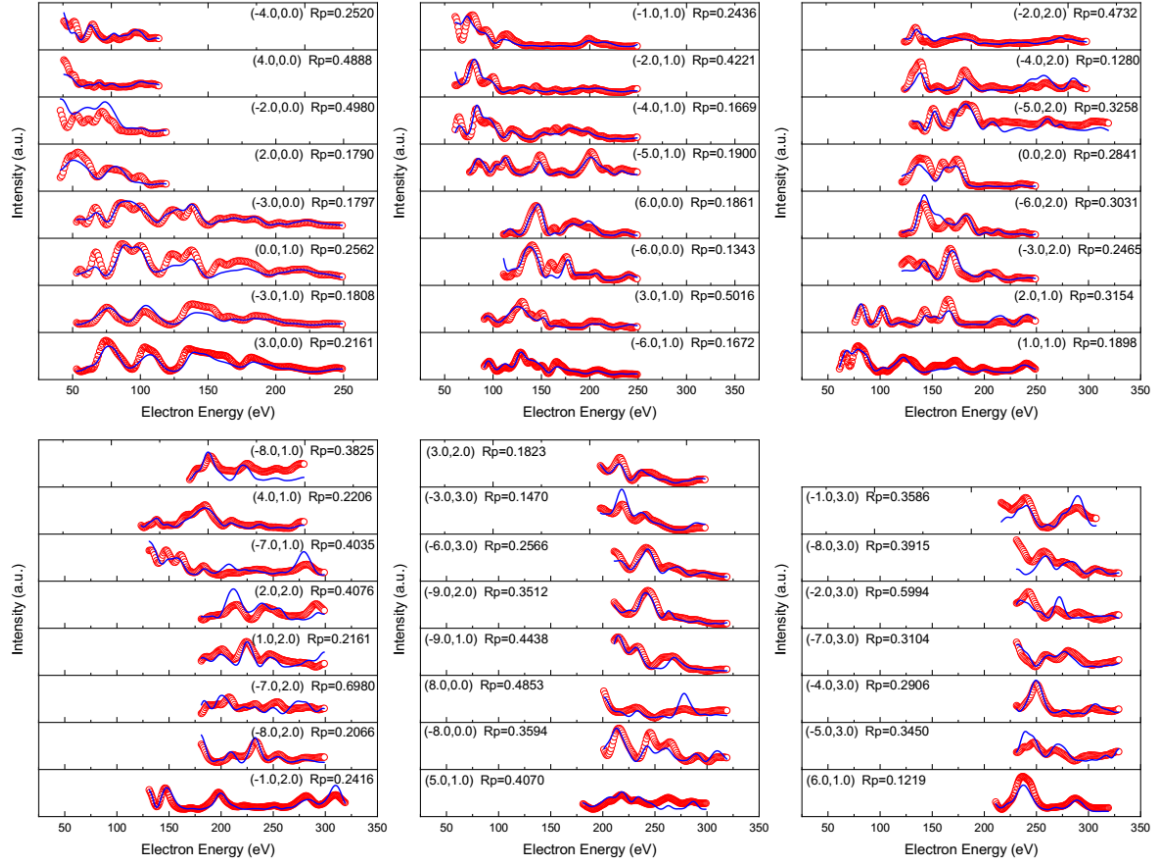 (-4.0,0.0) Rp=0.2520
(4.0,0.0) Rp=0.4888
(-2.0,0.0) Rp=0.4980
(2.0,0.0) Rp=0.1790
(-3.0,0.0) Rp=0.1797
(0.0,1.0) Rp=0.2562
(-3.0,1.0) Rp=0.1808
(3.0,0.0) Rp=0.2161
Intensity (a.u.)
50 100 150 200 250
Electron Energy (eV)
(-1.0,1.0) Rp=0.2436
(-2.0,1.0) Rp=0.4221
(-4.0,1.0) Rp=0.1669
(-5.0,1.0) Rp=0.1900
(6.0,0.0) Rp=0.1861
(-6.0,0.0) Rp=0.1343
(3.0,1.0) Rp=0.5016
(-6.0,1.0) Rp=0.1672
Intensity (a.u.)
50 100 150 200 250 300 350
Electron Energy (eV)
(-2.0,2.0) Rp=0.4732
(-4.0,2.0) Rp=0.1280
(-5.0,2.0) Rp=0.3258
(0.0,2.0) Rp=0.2841
(-6.0,2.0) Rp=0.3031
(-3.0,2.0) Rp=0.2465
(2.0,1.0) Rp=0.3154
(1.0,1.0) Rp=0.1898
Intensity (a.u.)
50 100 150 200 250 300 350
Electron Energy (eV)
(-8.0,1.0) Rp=0.3825
(4.0,1.0) Rp=0.2206
(-7.0,1.0) Rp=0.4035
(2.0,2.0) Rp=0.4076
(1.0,2.0) Rp=0.2161
(-7.0,2.0) Rp=0.6980
(-8.0,2.0) Rp=0.2066
(-1.0,2.0) Rp=0.2416
Intensity (a.u.)
50 100 150 200 250 300 350
Electron Energy (eV)
(3.0,2.0) Rp=0.1823
(-3.0,3.0) Rp=0.1470
(-6.0,3.0) Rp=0.2566
(-9.0,2.0) Rp=0.3512
(-9.0,1.0) Rp=0.4438
(8.0,0.0) Rp=0.4853
(-8.0,0.0) Rp=0.3594
(5.0,1.0) Rp=0.4070
Intensity (a.u.)
50 100 150 200 250 300 350
Electron Energy (eV)
(-1.0,3.0) Rp=0.3586
(-8.0,3.0) Rp=0.3915
(-2.0,3.0) Rp=0.5994
(-7.0,3.0) Rp=0.3104
(-4.0,3.0) Rp=0.2906
(-5.0,3.0) Rp=0.3450
(6.0,1.0) Rp=0.1219
Intensity (a.u.)
50 100 150 200 250 300 350
Electron Energy (eV)